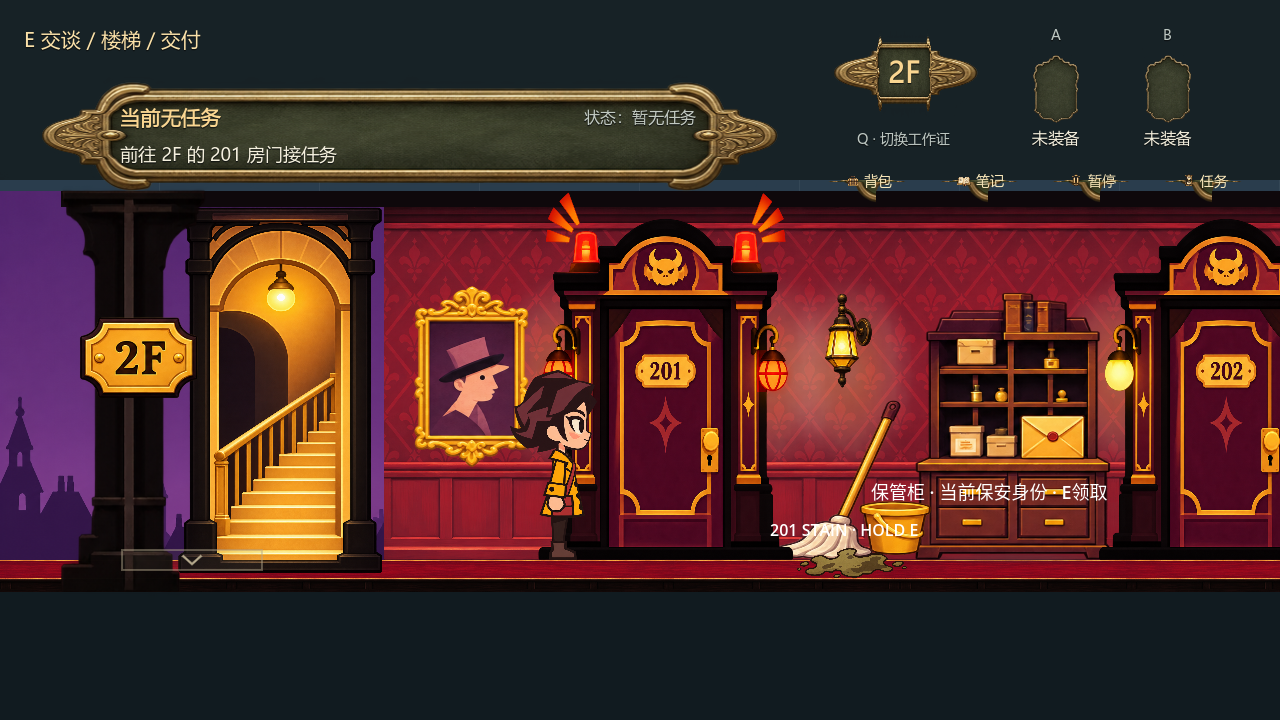 E 交谈 / 楼梯 / 交付
A
B
2F
当前无任务
状态：暂无任务
前往 2F 的 201 房门接任务
Q · 切换工作证
未装备
未装备
背包
笔记
暂停
任务
2F
201
202
保管柜 · 当前保安身份 · E领取
201 STAIN · HOLD E